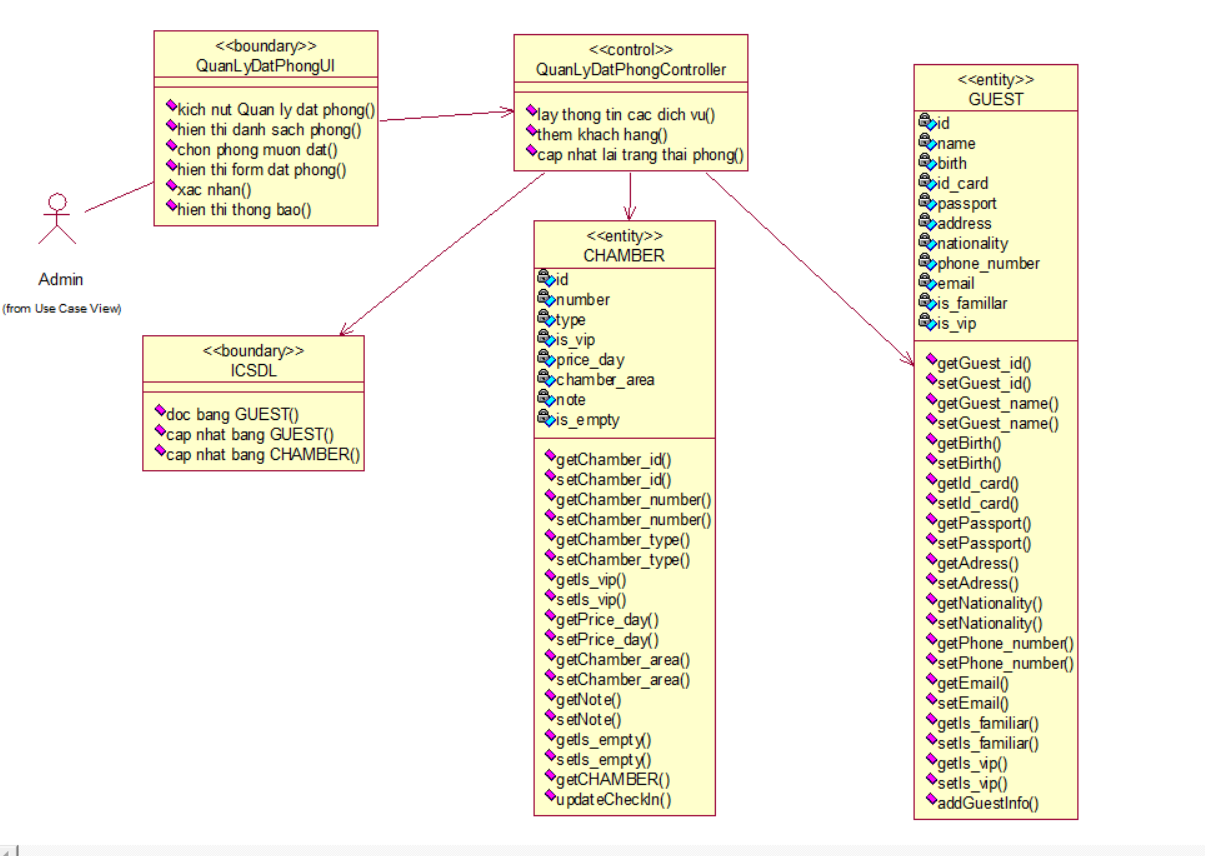 <<boundary>>
QuanLyDatPhongUI
kich nut Quan ly dat phong()
hien thi danh sach phong()
chon phong muon dat()
hien thi form dat phong()
xac nhan()
hien thi thong bao()
<<control>>
QuanLyDatPhongController
lay thong tin cac dich vu()
them khach hang()
cap nhat lai trang thai phong()
Admin
(from Use Case View)
<<boundary>>
ICSDL
doc bang GUEST()
cap nhat bang GUEST()
cap nhat bang CHAMBER()
<<entity>>
CHAMBER
id
number
type
is_vip
price_day
chamber_area
note
is_empty
getChamber_id()
setChamber_id()
getChamber_number()
setChamber_number()
getChamber_type()
setChamber_type()
getIs_vip()
setIs_vip()
getPrice_day()
setPrice_day()
getChamber_area()
setChamber_area()
getNote()
setNote()
getIs_empty()
setIs_empty()
getCHAMBER()
updateCheckIn()
<<entity>>
GUEST
id
name
birth
id_card
passport
address
nationality
phone_number
email
is_famillar
is_vip
getGuest_id()
setGuest_id()
getGuest_name()
setGuest_name()
getBirth()
setBirth()
getId_card()
setId_card()
getPassport()
setPassport()
getAdress()
setAdress()
getNationality()
setNationality()
getPhone_number()
setPhone_number()
getEmail()
setEmail()
getIs_familiar()
setIs_familiar()
getIs_vip()
setIs_vip()
addGuestInfo()